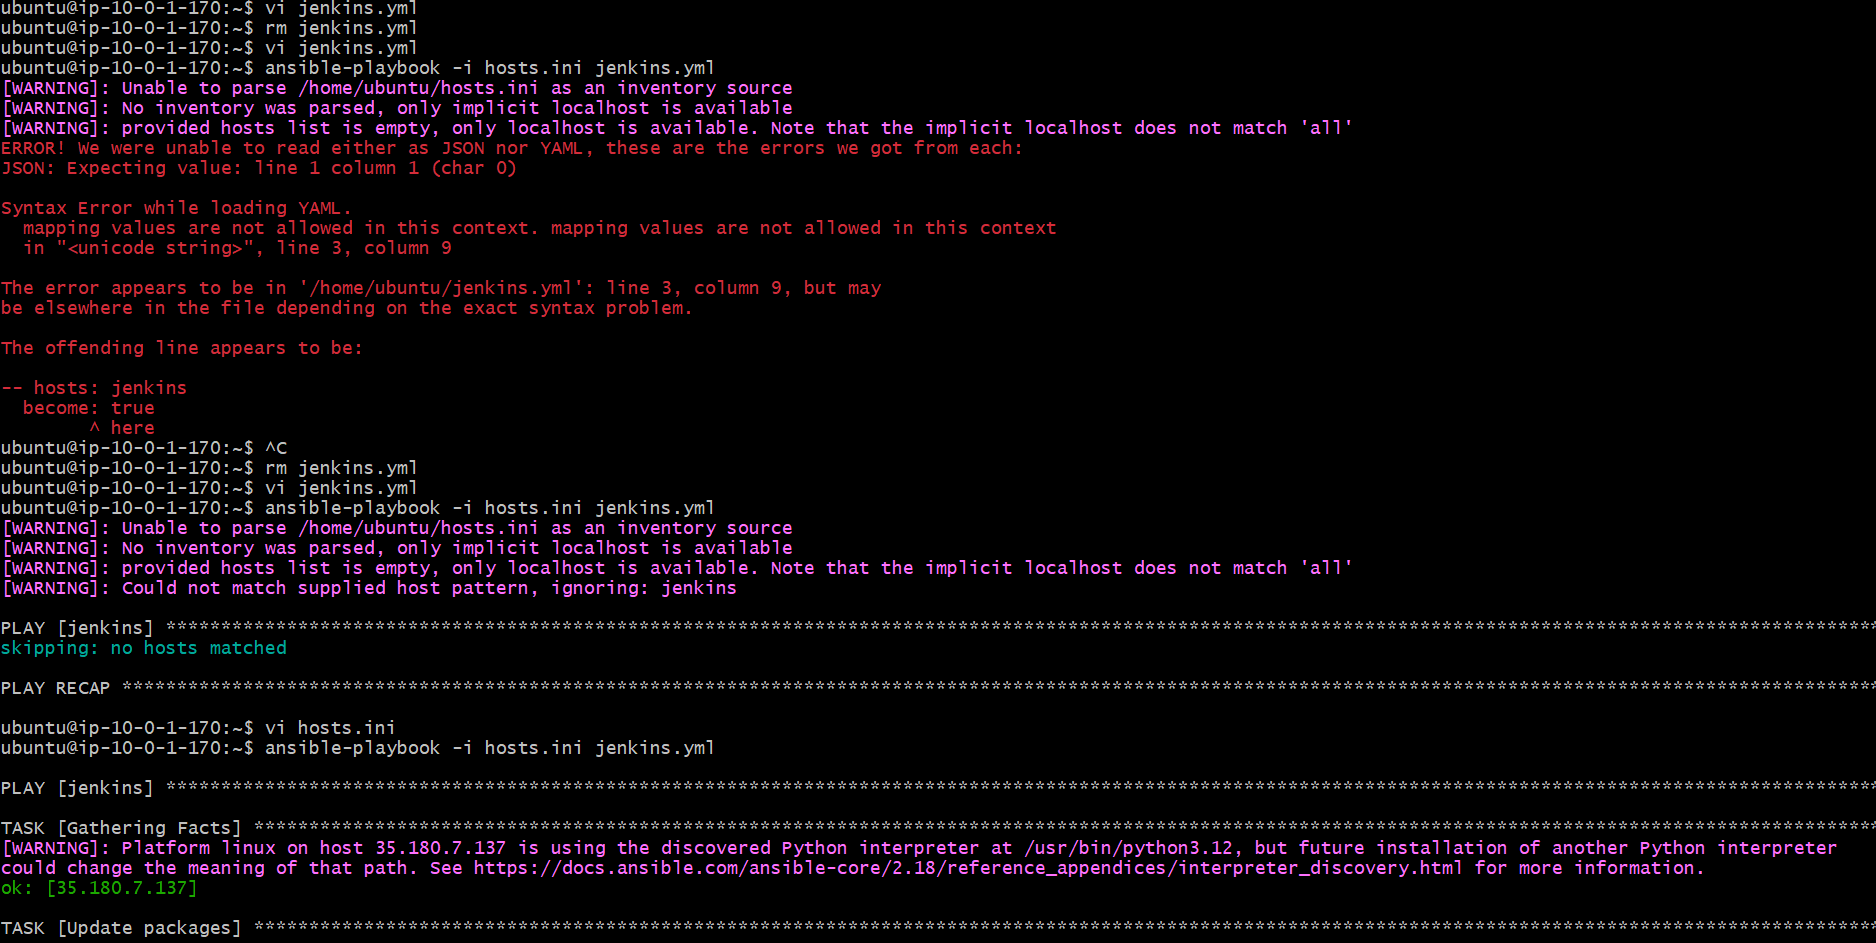 ubuntu@ip-10-0-1-170:~$ vi jenkins.yml
ubuntu@ip-10-0-1-170:~$ rm jenkins.yml
ubuntu@ip-10-0-1-170:~$ vi jenkins.yml
ubuntu@ip-10-0-1-170:~$ ansible-playbook -i hosts.ini jenkins.yml
[WARNING]: Unable to parse /home/ubuntu/hosts.ini as an inventory source
[WARNING]: No inventory was parsed, only implicit localhost is available
[WARNING]: provided hosts list is empty, only localhost is available. Note that the implicit localhost does not match 'all'
ERROR! We were unable to read either as JSON nor YAML, these are the errors we got from each:
JSON: Expecting value: line 1 column 1 (char 0)

Syntax Error while loading YAML.
  mapping values are not allowed in this context. mapping values are not allowed in this context
  in "<unicode string>", line 3, column 9

The error appears to be in '/home/ubuntu/jenkins.yml': line 3, column 9, but may
be elsewhere in the file depending on the exact syntax problem.

The offending line appears to be:

-- hosts: jenkins
  become: true
        ^ here
ubuntu@ip-10-0-1-170:~$ ^C
ubuntu@ip-10-0-1-170:~$ rm jenkins.yml
ubuntu@ip-10-0-1-170:~$ vi jenkins.yml
ubuntu@ip-10-0-1-170:~$ ansible-playbook -i hosts.ini jenkins.yml
[WARNING]: Unable to parse /home/ubuntu/hosts.ini as an inventory source
[WARNING]: No inventory was parsed, only implicit localhost is available
[WARNING]: provided hosts list is empty, only localhost is available. Note that the implicit localhost does not match 'all'
[WARNING]: Could not match supplied host pattern, ignoring: jenkins

PLAY [jenkins] ***********************************************************************************************************************************************************
skipping: no hosts matched

PLAY RECAP ***************************************************************************************************************************************************************

ubuntu@ip-10-0-1-170:~$ vi hosts.ini
ubuntu@ip-10-0-1-170:~$ ansible-playbook -i hosts.ini jenkins.yml

PLAY [jenkins] ***********************************************************************************************************************************************************

TASK [Gathering Facts] ***************************************************************************************************************************************************
[WARNING]: Platform linux on host 35.180.7.137 is using the discovered Python interpreter at /usr/bin/python3.12, but future installation of another Python interpreter
could change the meaning of that path. See https://docs.ansible.com/ansible-core/2.18/reference_appendices/interpreter_discovery.html for more information.
ok: [35.180.7.137]

TASK [Update packages] ***************************************************************************************************************************************************